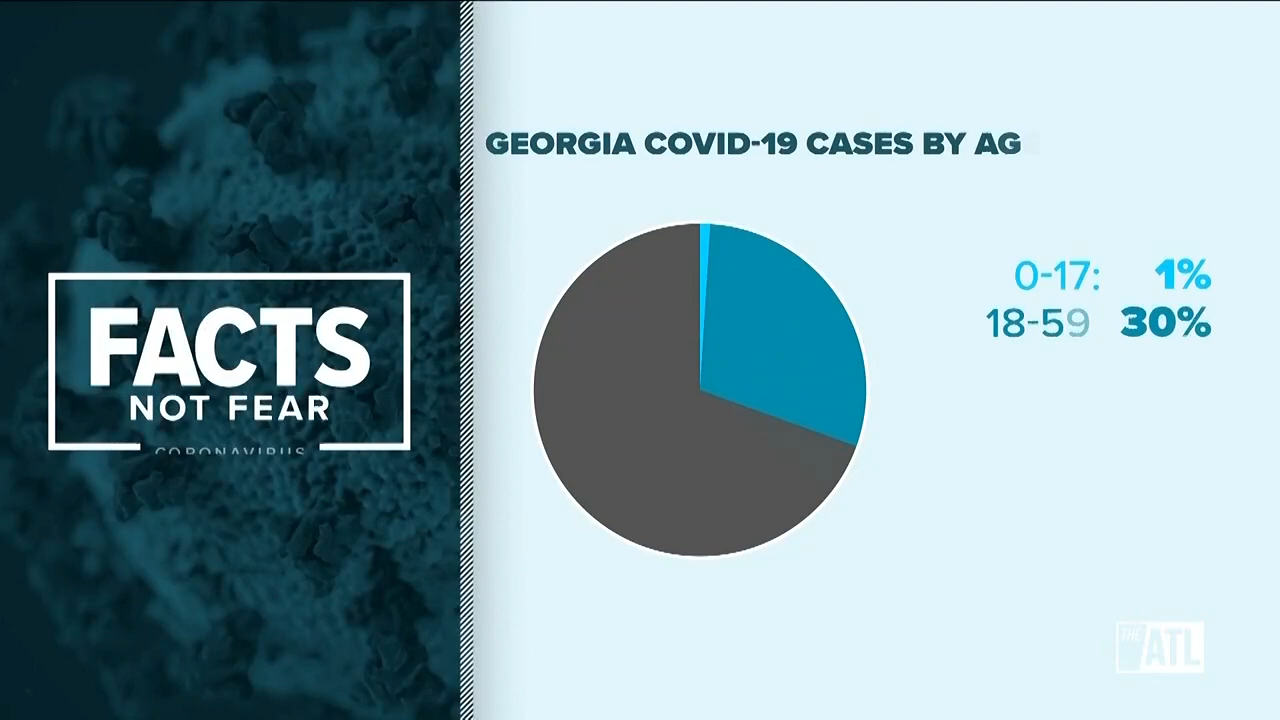 GEORGIA COVID-19 CASES BY AG
0-17: 1%
18-59 30%
FACTS
NOT FEAR
CORONAVIRUS
THE ATL